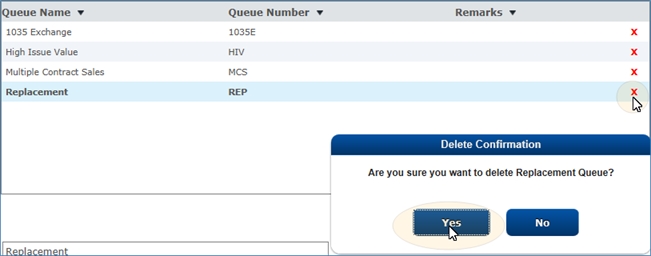 Queue Name ▼ Queue Number ▼ Remarks ▼
1035 Exchange 1035E X
High Issue Value HIV X
Multiple Contract Sales MCS X
Replacement REP X
Delete Confirmation
Are you sure you want to delete Replacement Queue?
Yes No
Replacement